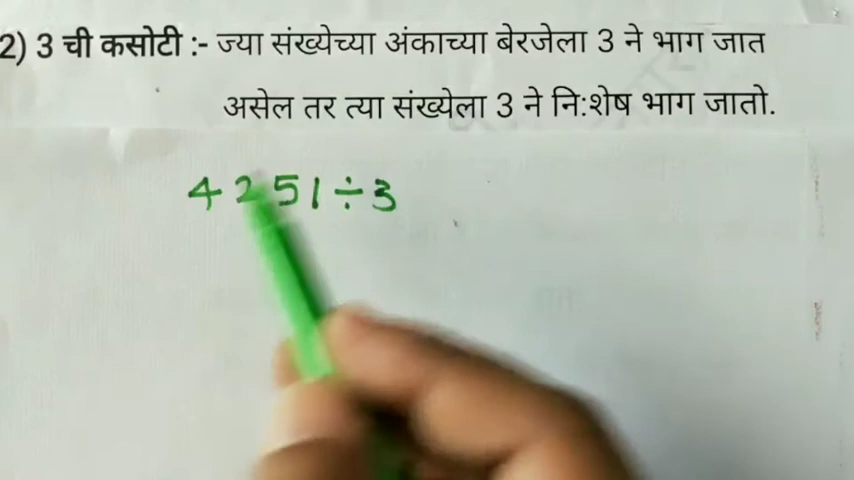 2) 3 ची कसोटी :- ज्या संख्येच्या अंकाच्या बेरजेला 3 ने भाग जात
असेल तर त्या संख्येला 3 ने नि:शेष भाग जातो.
4251÷3